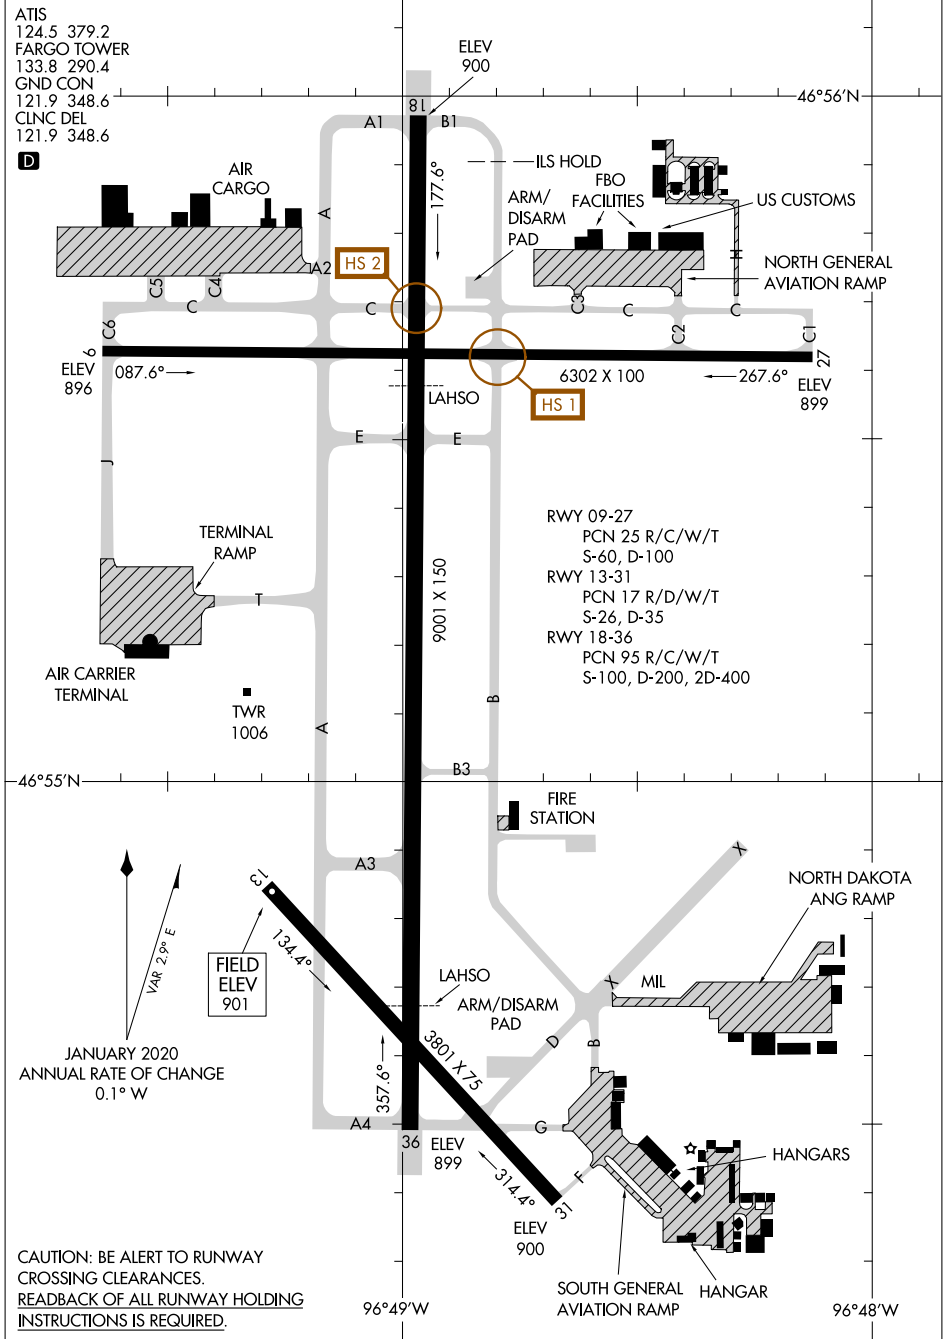 ATIS
124.5 379.2
FARGO TOWER
133.8 290.4
GND CON
121.9 348.6
CLNC DEL
121.9 348.6
D
ELEV
900
46°56'N
18
A1
B1
177.6°
ILS HOLD
AIR
CARGO
ARM/
DISARM
PAD
FBO
FACILITIES
US CUSTOMS
A
HS 2
A2
H
NORTH GENERAL
AVIATION RAMP
C5
C4
C3
C
C
C
C
C6
C2
C1
9
27
ELEV
896
087.6°
6302 X 100
267.6°
ELEV
899
LAHSO
HS 1
E
E
J
TERMINAL
RAMP
RWY 09-27
PCN 25 R/C/W/T
S-60, D-100
RWY 13-31
PCN 17 R/D/W/T
S-26, D-35
RWY 18-36
PCN 95 R/C/W/T
S-100, D-200, 2D-400
9001 X 150
T
AIR CARRIER
TERMINAL
TWR
1006
A
B
B3
46°55'N
FIRE
STATION
A3
X
13
NORTH DAKOTA
ANG RAMP
VAR 2.9° E
134.4°
FIELD
ELEV
901
LAHSO
ARM/DISARM
PAD
X
MIL
JANUARY 2020
ANNUAL RATE OF CHANGE
0.1° W
357.6°
3801 X 75
D
B
A4
G
36
ELEV
899
HANGARS
314.4°
F
31
ELEV
900
CAUTION: BE ALERT TO RUNWAY
CROSSING CLEARANCES.
READBACK OF ALL RUNWAY HOLDING
INSTRUCTIONS IS REQUIRED.
SOUTH GENERAL
AVIATION RAMP
HANGAR
96°49'W
96°48'W